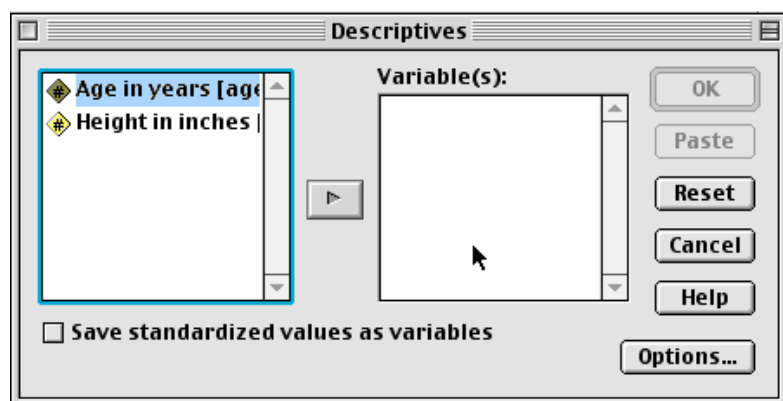 Descriptives
# Age in years [age
# Height in inches [
Variable(s):
OK
Paste
Reset
Cancel
Help
Save standardized values as variables
Options...